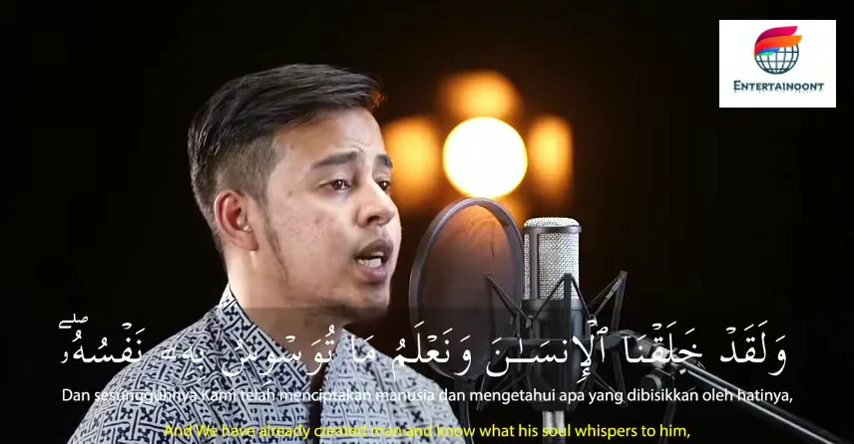 ENTERTAINOONT
وَلَقَدْ خَلَقْنَا ٱلْإِنسَـٰنَ وَنَعْلَمُ مَا تُوَسْوِسُ بِهِۦ نَفْسُهُۥ ۖ
Dan sesungguhnya Kami telah menciptakan manusia dan mengetahui apa yang dibisikkan oleh hatinya,
And We have already created man and know what his soul whispers to him,